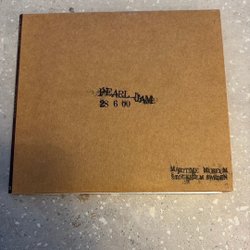 PEARL JAM
28 6 00
MARITIME MUSEUM
STOCKHOLM SWEDEN